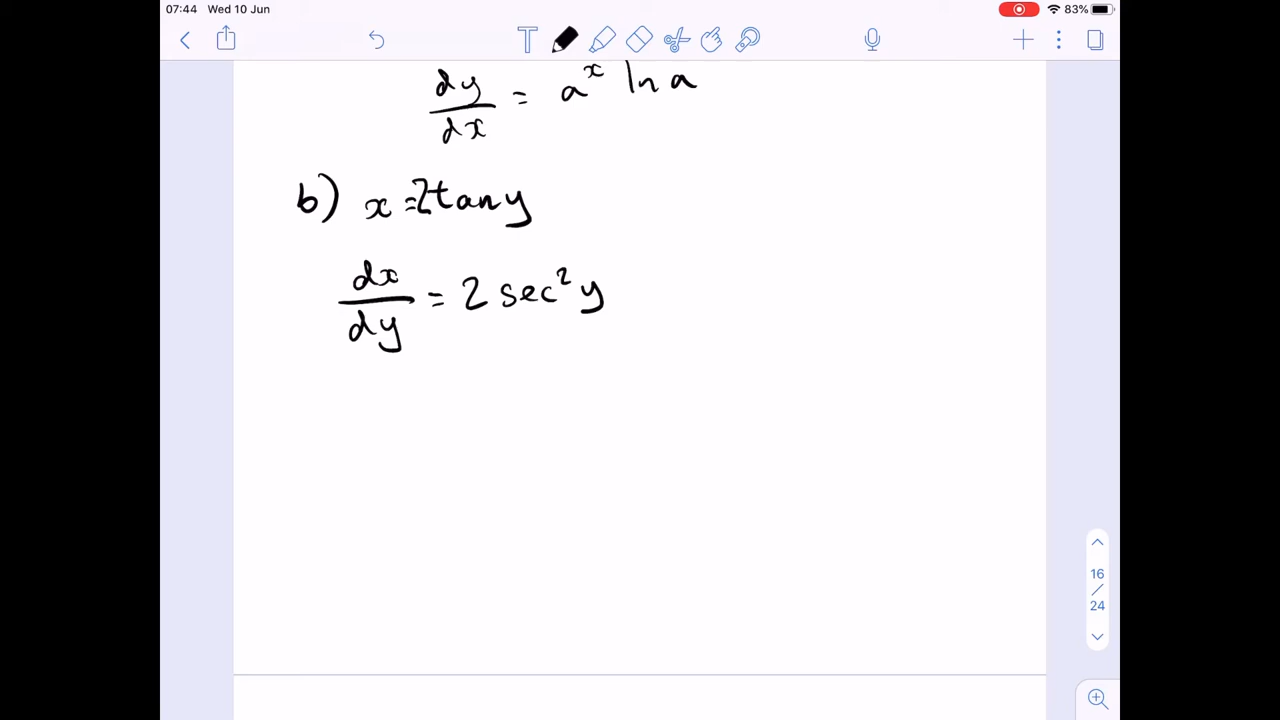 07:44 Wed 10 Jun 83%
T
dy/dx = a^x ln a
b) x = 2tan y
dx/dy = 2 sec² y
16
/
24